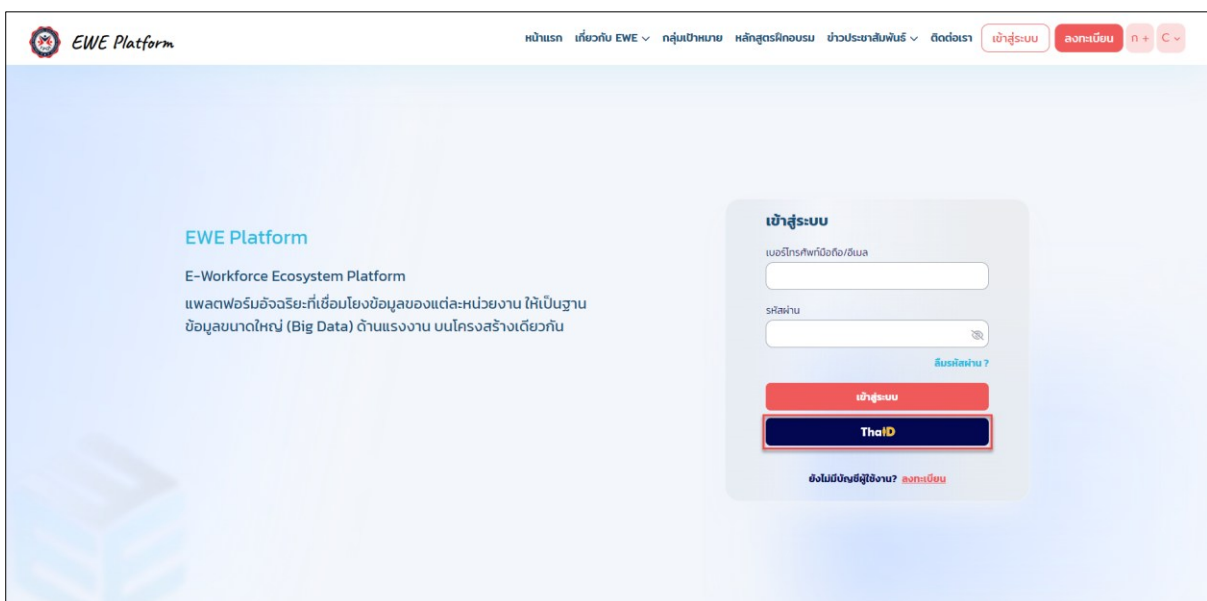 EWE Platform
หน้าแรก เกี่ยวกับ EWE กลุ่มเป้าหมาย หลักสูตรฝึกอบรม ข่าวประชาสัมพันธ์ ติดต่อเรา เข้าสู่ระบบ ลงทะเบียน ก + C
EWE Platform
E-Workforce Ecosystem Platform
แพลตฟอร์มอัจฉริยะที่เชื่อมโยงข้อมูลของแต่ละหน่วยงาน ให้เป็นฐาน
ข้อมูลขนาดใหญ่ (Big Data) ด้านแรงงาน บนโครงสร้างเดียวกัน
เข้าสู่ระบบ
เบอร์โทรศัพท์มือถือ/อีเมล
รหัสผ่าน
ลืมรหัสผ่าน ?
เข้าสู่ระบบ
ThaID
ยังไม่มีบัญชีผู้ใช้งาน? ลงทะเบียน